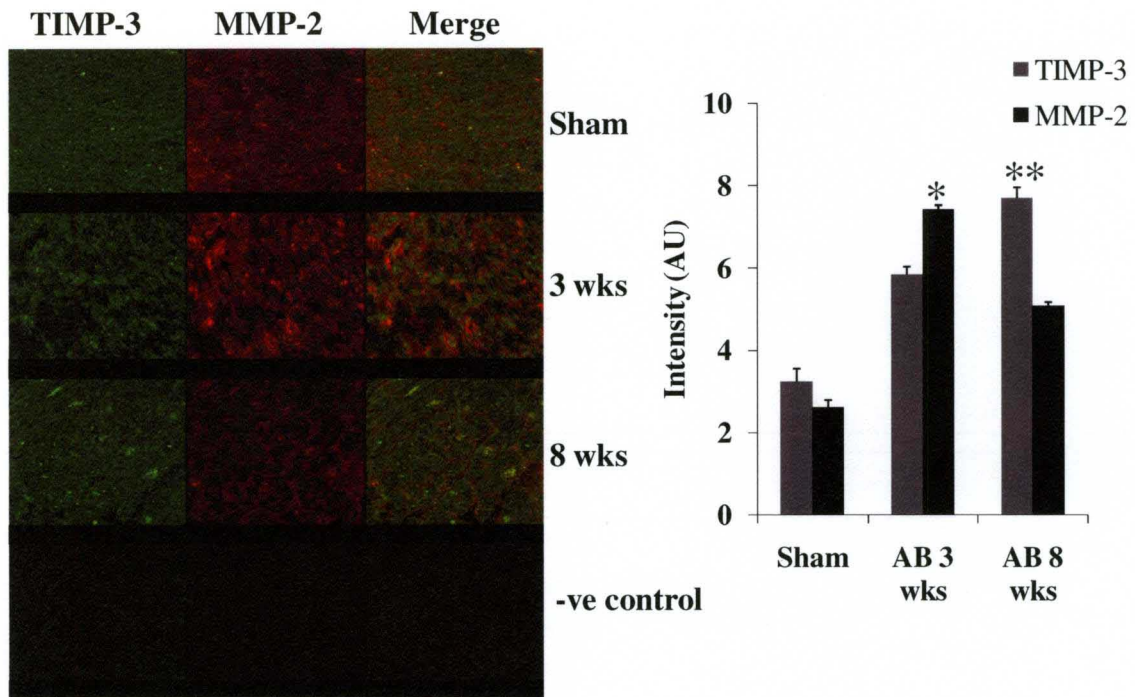 TIMP-3 MMP-2 Merge
Sham
3 wks
8 wks
-ve control
TIMP-3
MMP-2
Intensity (AU)
10
8
6
4
2
0
*
**
Sham
AB 3
wks
AB 8
wks